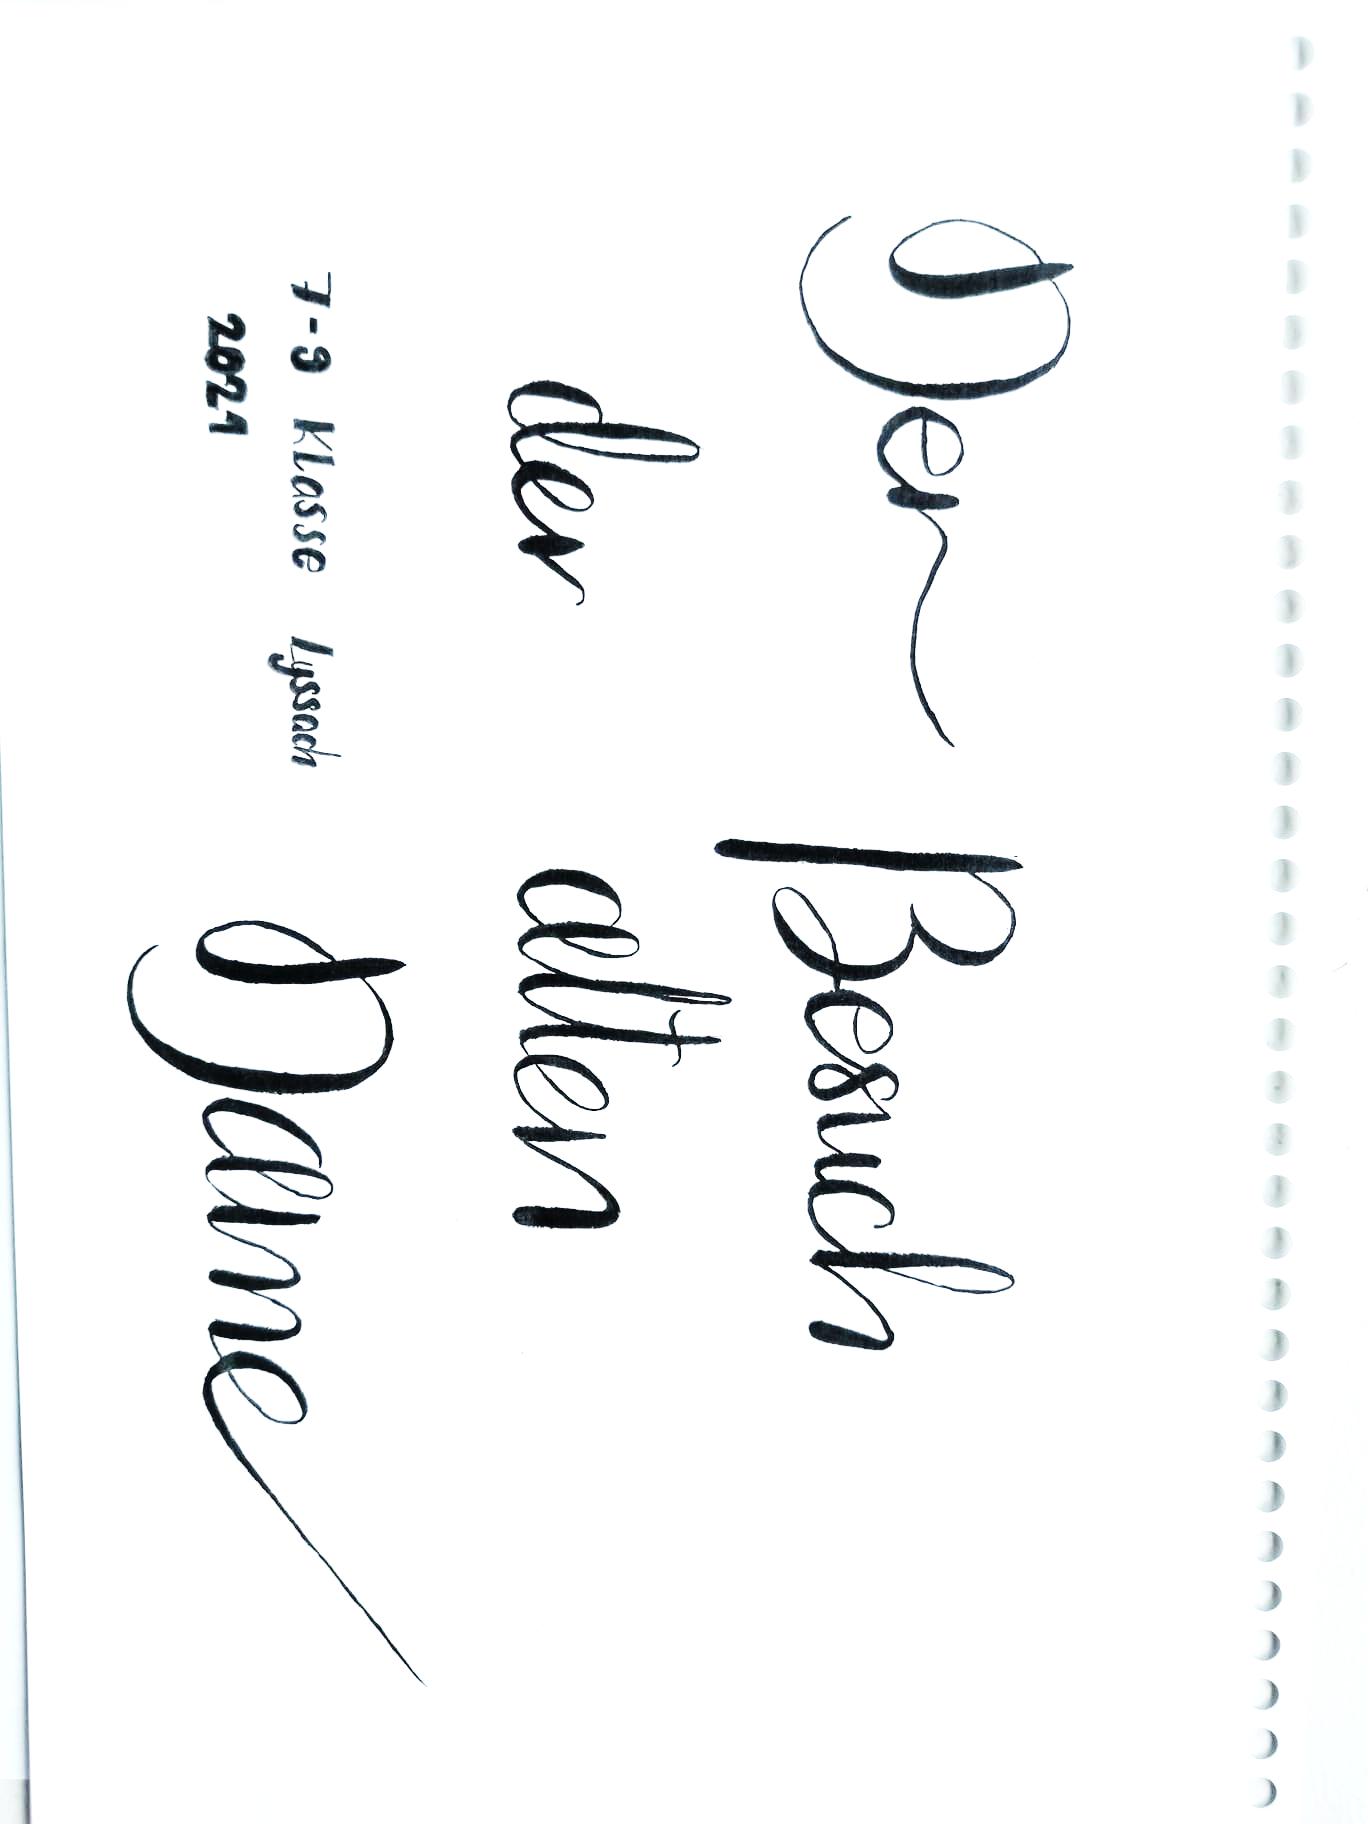 Der Besuch
der alten
Dame
7-9 Klasse Lyssach
2021